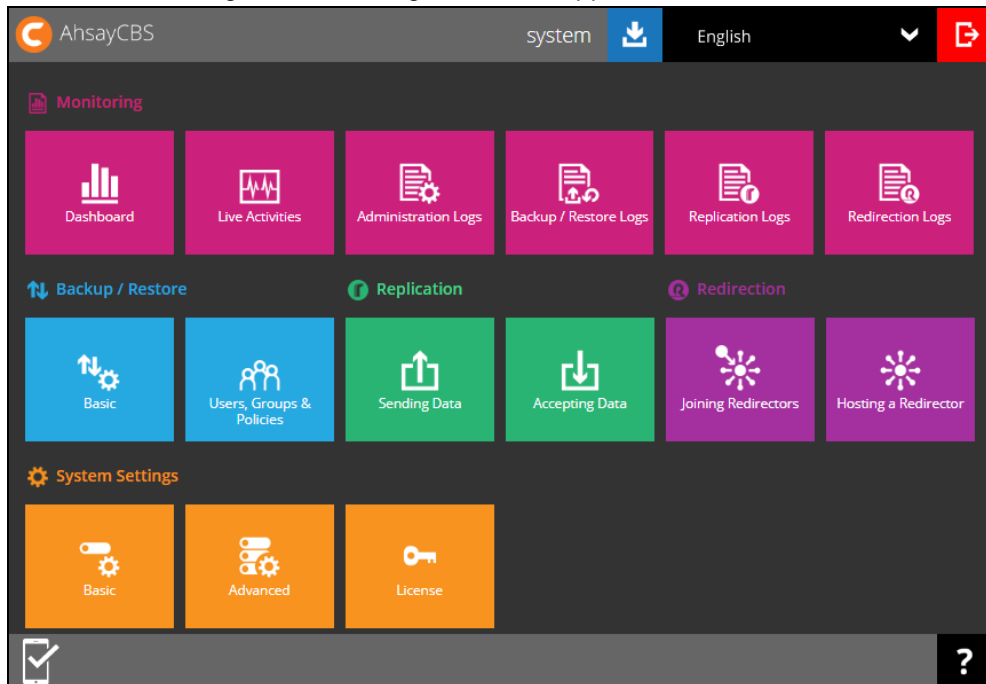 AhsayCBS
system
English
Monitoring
Dashboard
Live Activities
Administration Logs
Backup / Restore Logs
Replication Logs
Redirection Logs
Backup / Restore
Replication
Redirection
Basic
Users, Groups &
Policies
Sending Data
Accepting Data
Joining Redirectors
Hosting a Redirector
System Settings
Basic
Advanced
License
?